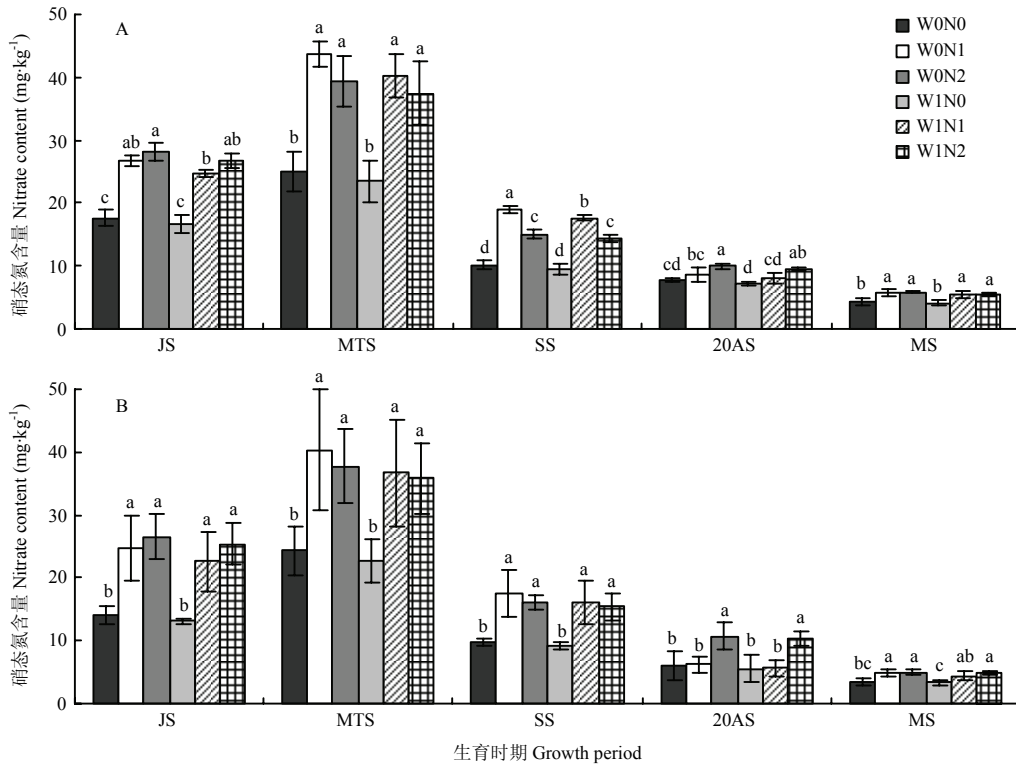 A
硝态氮含量 Nitrate content (mg·kg⁻¹)
50
40
30
20
10
0
c
ab
a
c
b
ab
b
a
a
b
a
a
d
a
c
d
b
c
cd
bc
a
d
cd
ab
b
a
a
b
a
a
JS
MTS
SS
20AS
MS
W0N0
W0N1
W0N2
W1N0
W1N1
W1N2
B
硝态氮含量 Nitrate content (mg·kg⁻¹)
50
40
30
20
10
0
b
a
a
b
a
a
b
a
a
b
a
a
b
a
a
b
a
a
b
b
a
b
b
a
bc
a
a
c
ab
a
JS
MTS
SS
20AS
MS
生育时期 Growth period